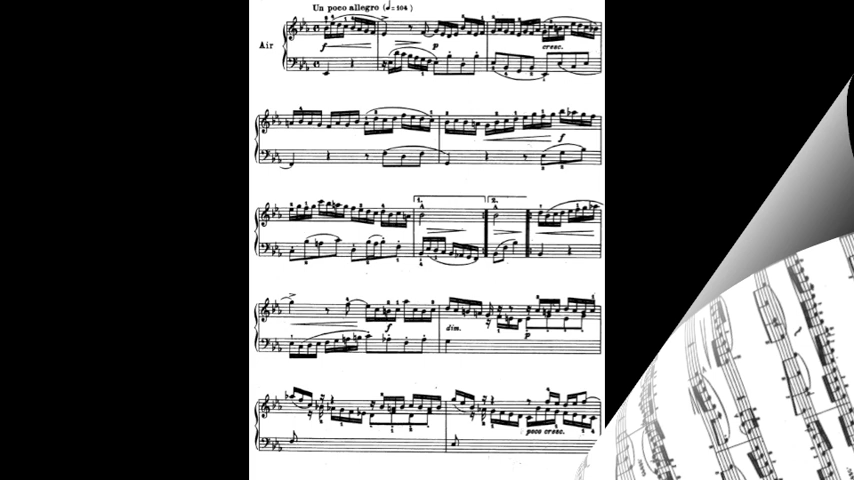 Un poco allegro (♩=104)
Air
f
p
cresc.
f
1.
2.
f
dim.
p
poco cresc.